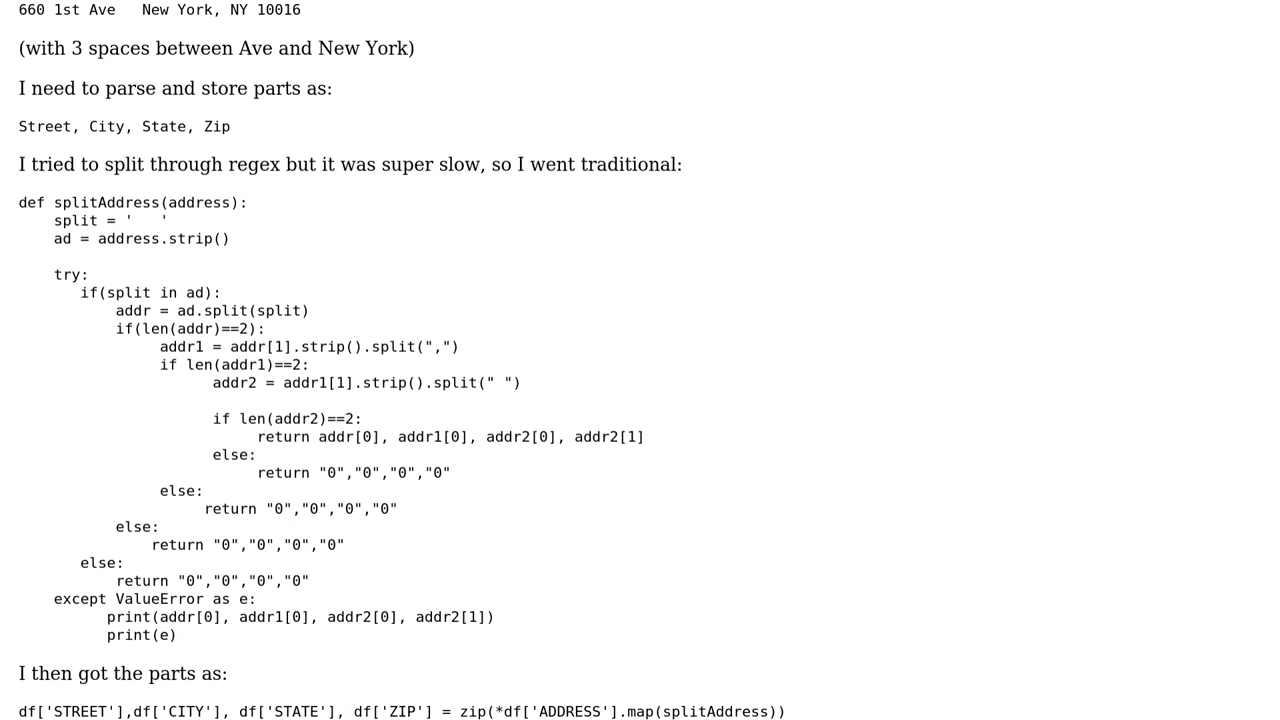 660 1st Ave   New York, NY 10016
(with 3 spaces between Ave and New York)
I need to parse and store parts as:
Street, City, State, Zip
I tried to split through regex but it was super slow, so I went traditional:
def splitAddress(address):
    split = '   '
    ad = address.strip()

    try:
       if(split in ad):
           addr = ad.split(split)
           if(len(addr)==2):
                addr1 = addr[1].strip().split(",")
                if len(addr1)==2:
                      addr2 = addr1[1].strip().split(" ")

                      if len(addr2)==2:
                           return addr[0], addr1[0], addr2[0], addr2[1]
                      else:
                           return "0","0","0","0"
                else:
                     return "0","0","0","0"
           else:
               return "0","0","0","0"
       else:
           return "0","0","0","0"
    except ValueError as e:
          print(addr[0], addr1[0], addr2[0], addr2[1])
          print(e)
I then got the parts as:
df['STREET'],df['CITY'], df['STATE'], df['ZIP'] = zip(*df['ADDRESS'].map(splitAddress))